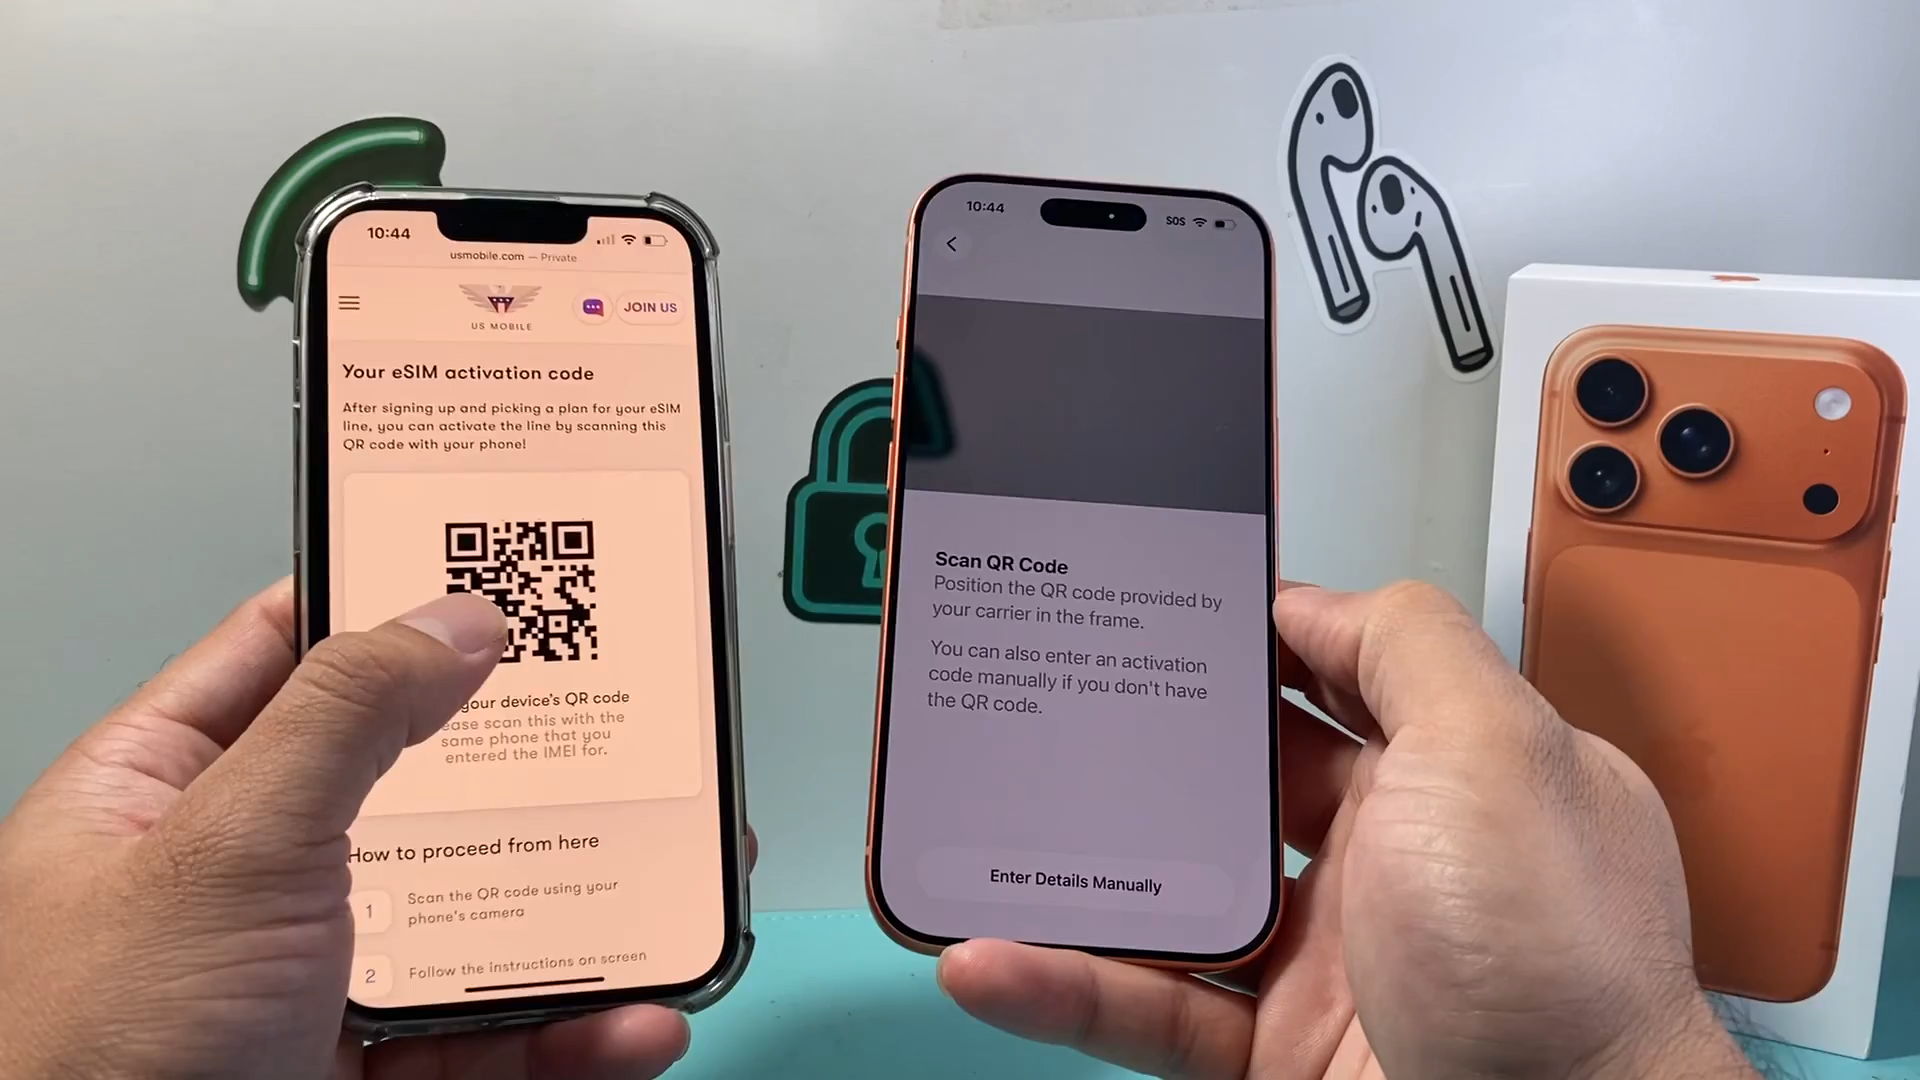 10:44
usmobile.com — Private
US MOBILE
JOIN US
Your eSIM activation code
After signing up and picking a plan for your eSIM
line, you can activate the line by scanning this
QR code with your phone!
your device's QR code
ease scan this with the
same phone that you
entered the IMEI for.
How to proceed from here
1
Scan the QR code using your
phone's camera
2
Follow the instructions on screen
10:44
SOS
Scan QR Code
Position the QR code provided by
your carrier in the frame.
You can also enter an activation
code manually if you don't have
the QR code.
Enter Details Manually